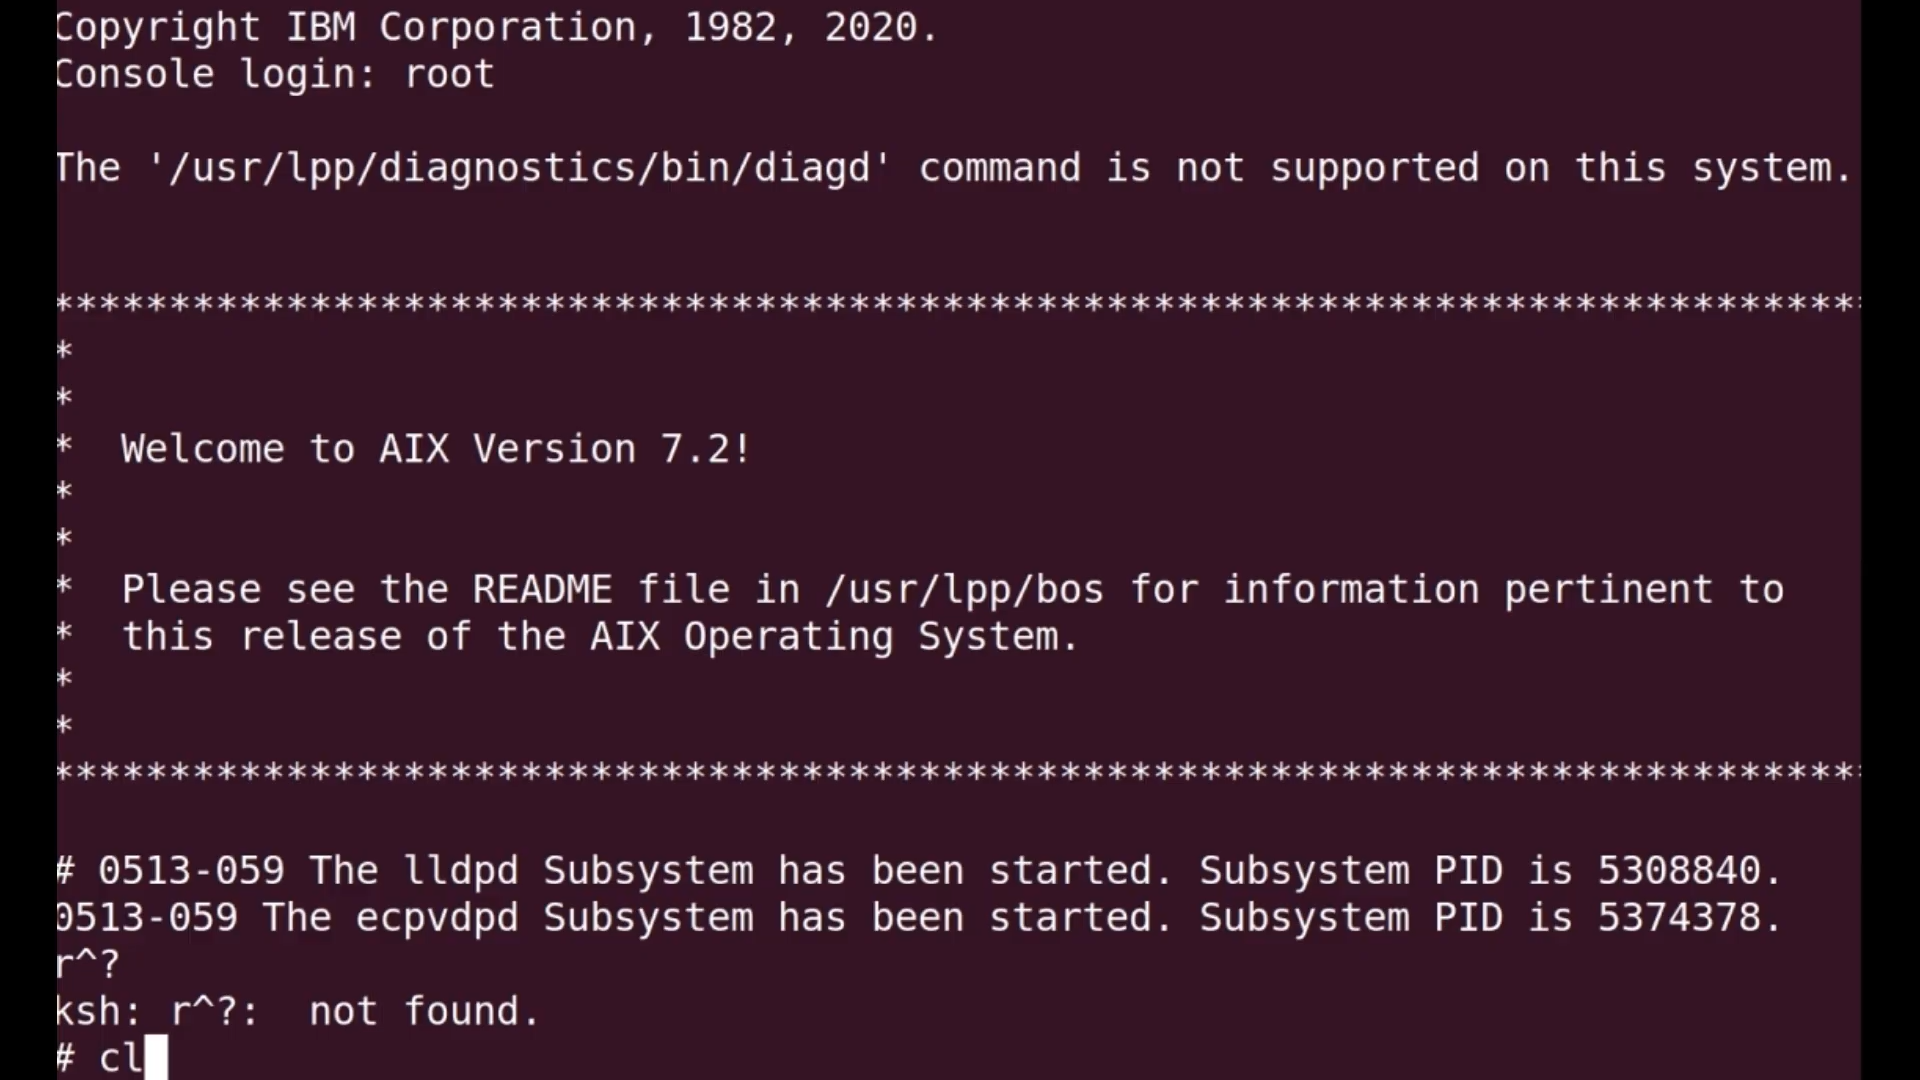 Copyright IBM Corporation, 1982, 2020.
Console login: root
The '/usr/lpp/diagnostics/bin/diagd' command is not supported on this system.
*****************************************************************************
*
*
*  Welcome to AIX Version 7.2!
*
*
*  Please see the README file in /usr/lpp/bos for information pertinent to
*  this release of the AIX Operating System.
*
*
*****************************************************************************
# 0513-059 The lldpd Subsystem has been started. Subsystem PID is 5308840.
0513-059 The ecpvdpd Subsystem has been started. Subsystem PID is 5374378.
r^?
ksh: r^?:  not found.
# cl